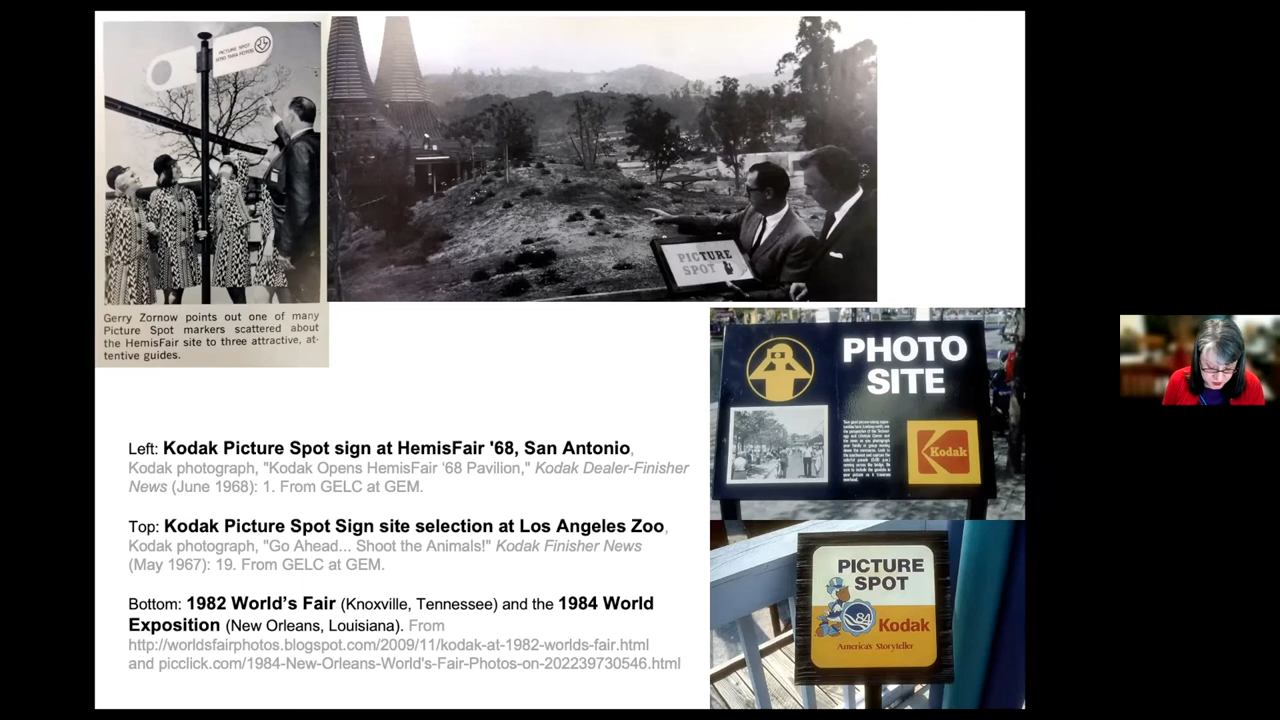 PICTURE SPOT
Gerry Zornow points out one of many
Picture Spot markers scattered about
the HemisFair site to three attractive, at-
tentive guides.
PICTURE
SPOT
PHOTO
SITE
Kodak
PICTURE
SPOT
84
Kodak
America's Storyteller
Left: Kodak Picture Spot sign at HemisFair '68, San Antonio,
Kodak photograph, "Kodak Opens HemisFair '68 Pavilion," Kodak Dealer-Finisher
News (June 1968): 1. From GELC at GEM.
Top: Kodak Picture Spot Sign site selection at Los Angeles Zoo,
Kodak photograph, "Go Ahead... Shoot the Animals!" Kodak Finisher News
(May 1967): 19. From GELC at GEM.
Bottom: 1982 World’s Fair (Knoxville, Tennessee) and the 1984 World
Exposition (New Orleans, Louisiana). From
http://worldsfairphotos.blogspot.com/2009/11/kodak-at-1982-worlds-fair.html
and picclick.com/1984-New-Orleans-World's-Fair-Photos-on-202239730546.html